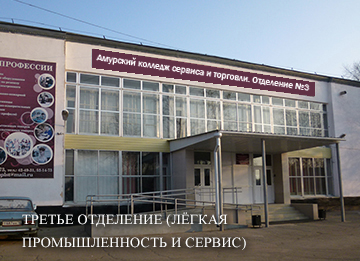 Амурский колледж сервиса и торговли. Отделение №3
ПРОФЕССИИ
ТРЕТЬЕ ОТДЕЛЕНИЕ (ЛЁГКАЯ
ПРОМЫШЛЕННОСТЬ И СЕРВИС)